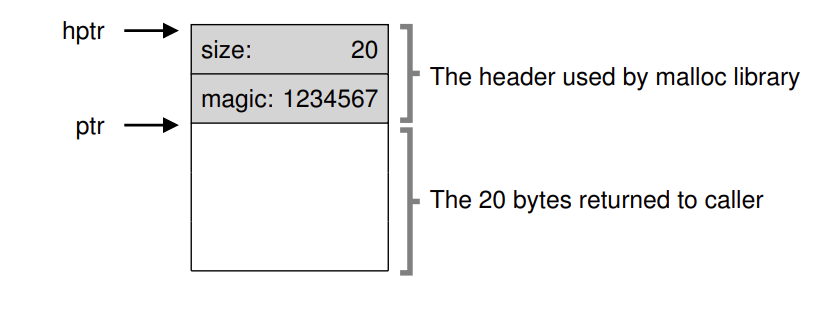 hptr
size: 20
The header used by malloc library
magic: 1234567
ptr
The 20 bytes returned to caller